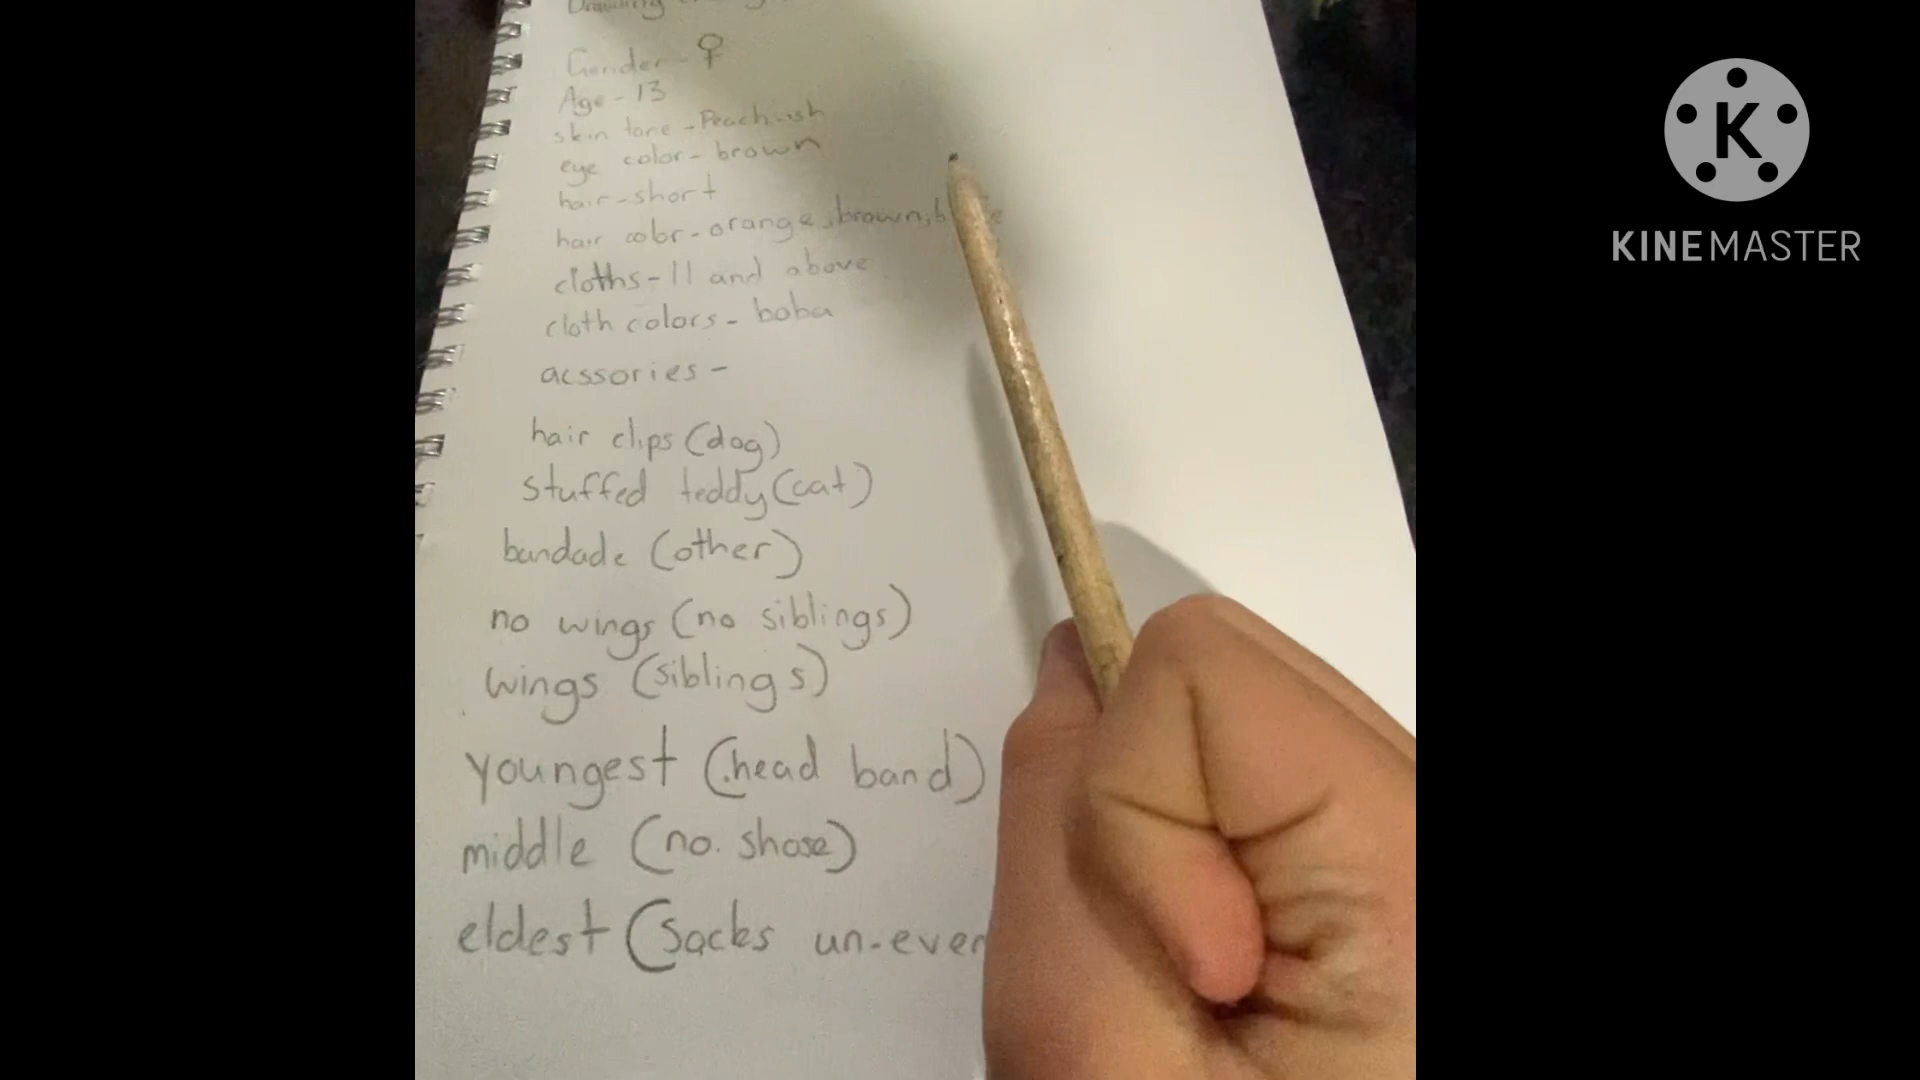 Drawing
Gender - ♀
Age - 13
skin tone - Peach-ish
eye color - brown
hair - short
hair color - orange, brown,
cloths - 11 and above
cloth colors - boba
acssories -
hair clips (dog)
stuffed teddy (cat)
bandade (other)
no wings (no siblings)
wings (siblings)
youngest (head band)
middle (no shose)
eldest (socks un-even
K
KINEMASTER